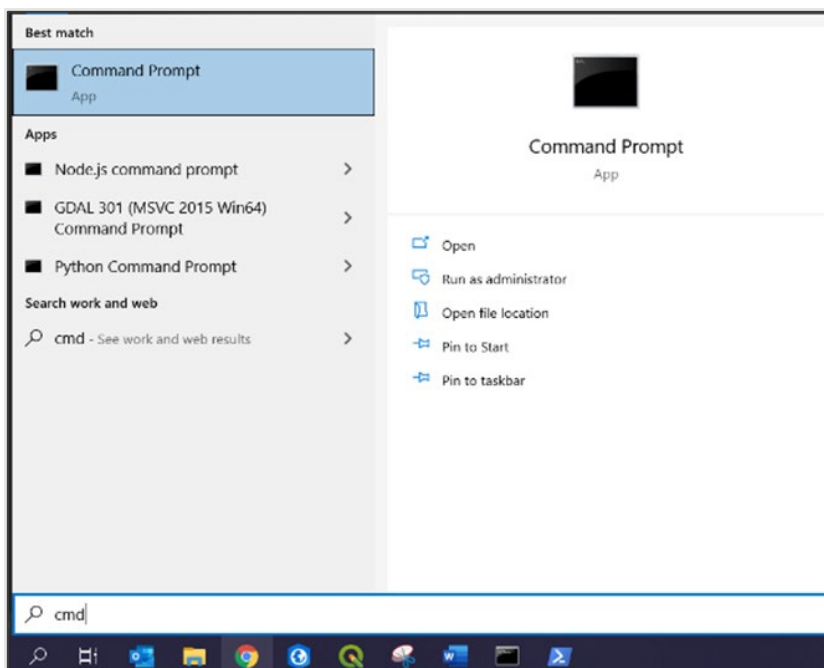 Best match
Command Prompt
App
Apps
Node.js command prompt
GDAL 301 (MSVC 2015 Win64)
Command Prompt
Python Command Prompt
Search work and web
cmd - See work and web results
Command Prompt
App
Open
Run as administrator
Open file location
Pin to Start
Pin to taskbar
cmd